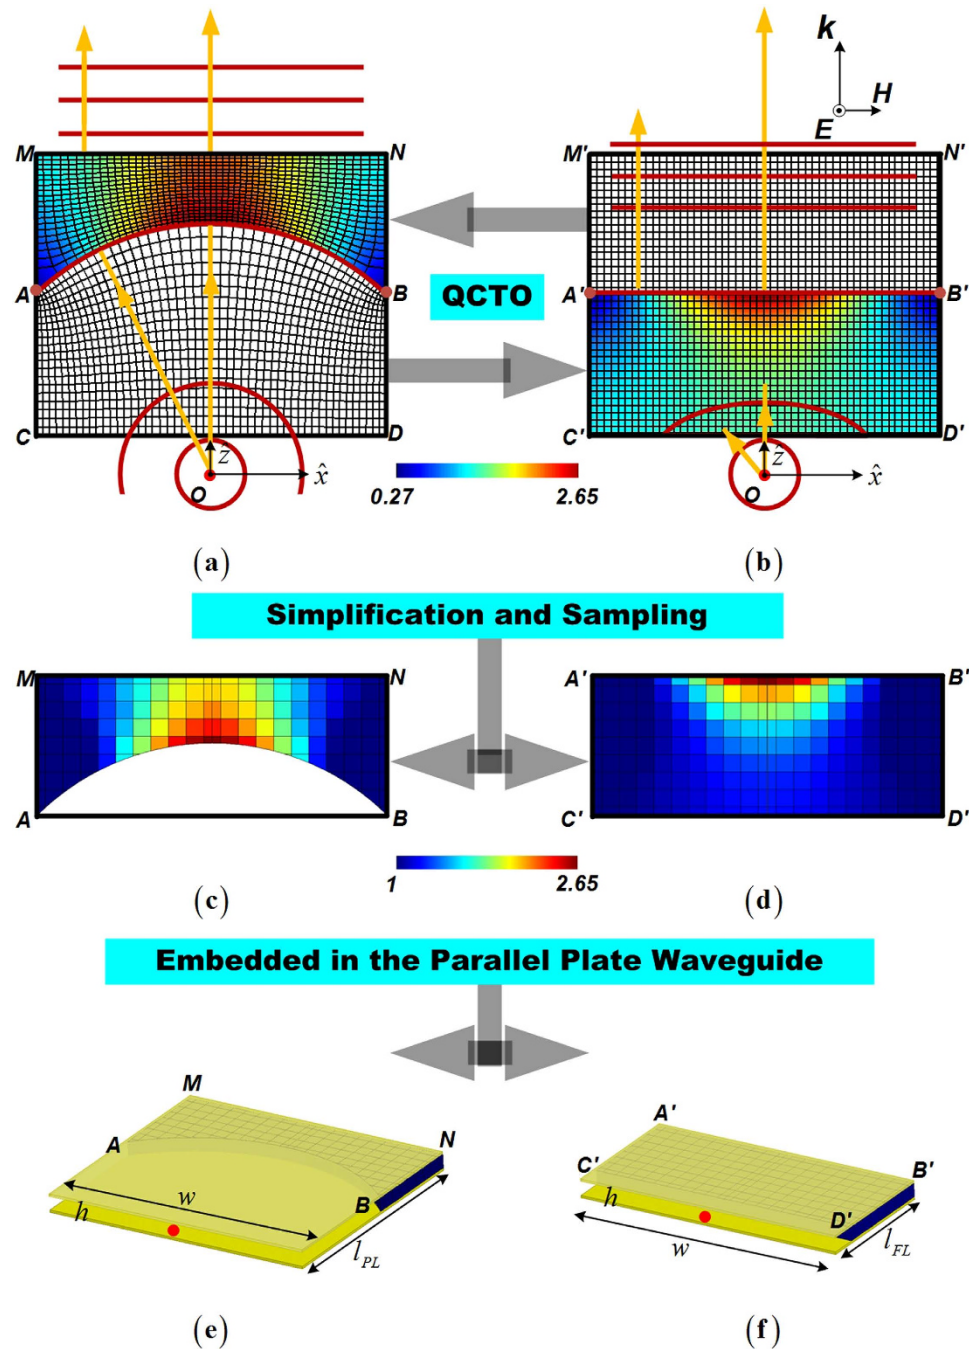 k
H
E
M
N
M'
N'
A
B
QCTO
A'
B'
C
D
C'
D'
ẑ
x̂
O
ẑ
x̂
O
0.27
2.65
(a)
(b)
Simplification and Sampling
M
N
A'
B'
A
B
C'
D'
1
2.65
(c)
(d)
Embedded in the Parallel Plate Waveguide
M
A
N
w
B
h
l_PL
A'
C'
B'
h
D'
w
l_FL
(e)
(f)